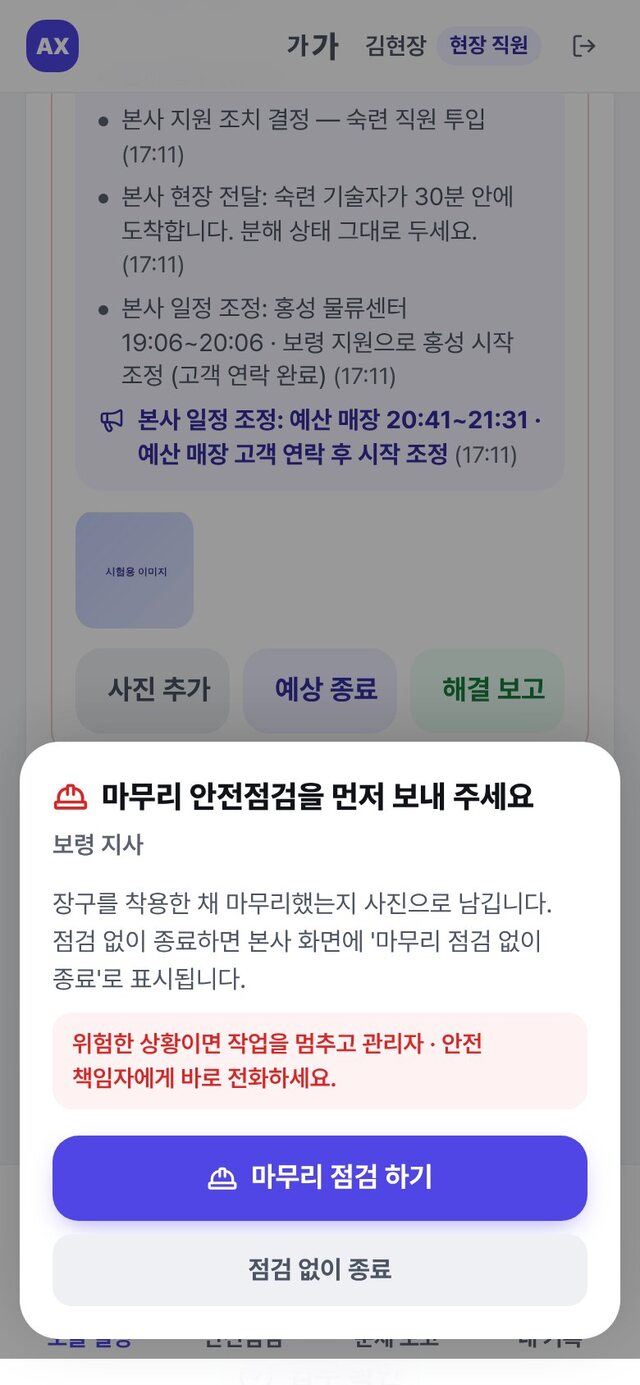 AX 가가 김현장 현장 직원
• 본사 지원 조치 결정 — 숙련 직원 투입
(17:11)
• 본사 현장 전달: 숙련 기술자가 30분 안에
도착합니다. 분해 상태 그대로 두세요.
(17:11)
• 본사 일정 조정: 홍성 물류센터
19:06~20:06 · 보령 지원으로 홍성 시작
조정 (고객 연락 완료) (17:11)
본사 일정 조정: 예산 매장 20:41~21:31 ·
예산 매장 고객 연락 후 시작 조정 (17:11)
시험용 이미지
사진 추가 예상 종료 해결 보고
마무리 안전점검을 먼저 보내 주세요
보령 지사
장구를 착용한 채 마무리했는지 사진으로 남깁니다.
점검 없이 종료하면 본사 화면에 '마무리 점검 없이
종료'로 표시됩니다.
위험한 상황이면 작업을 멈추고 관리자 · 안전
책임자에게 바로 전화하세요.
마무리 점검 하기
점검 없이 종료